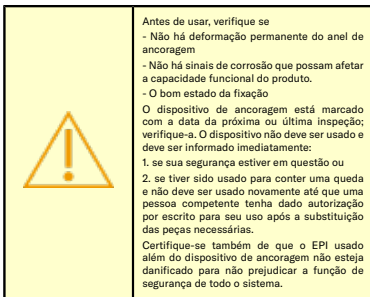 Antes de usar, verifique se
- Não há deformação permanente do anel de
ancoragem
- Não há sinais de corrosão que possam afetar
a capacidade funcional do produto.
- O bom estado da fixação
O dispositivo de ancoragem está marcado
com a data da próxima ou última inspeção;
verifique-a. O dispositivo não deve ser usado e
deve ser informado imediatamente:
1. se sua segurança estiver em questão ou
2. se tiver sido usado para conter uma queda
e não deve ser usado novamente até que uma
pessoa competente tenha dado autorização
por escrito para seu uso após a substituição
das peças necessárias.
Certifique-se também de que o EPI usado
além do dispositivo de ancoragem não esteja
danificado para não prejudicar a função de
segurança de todo o sistema.